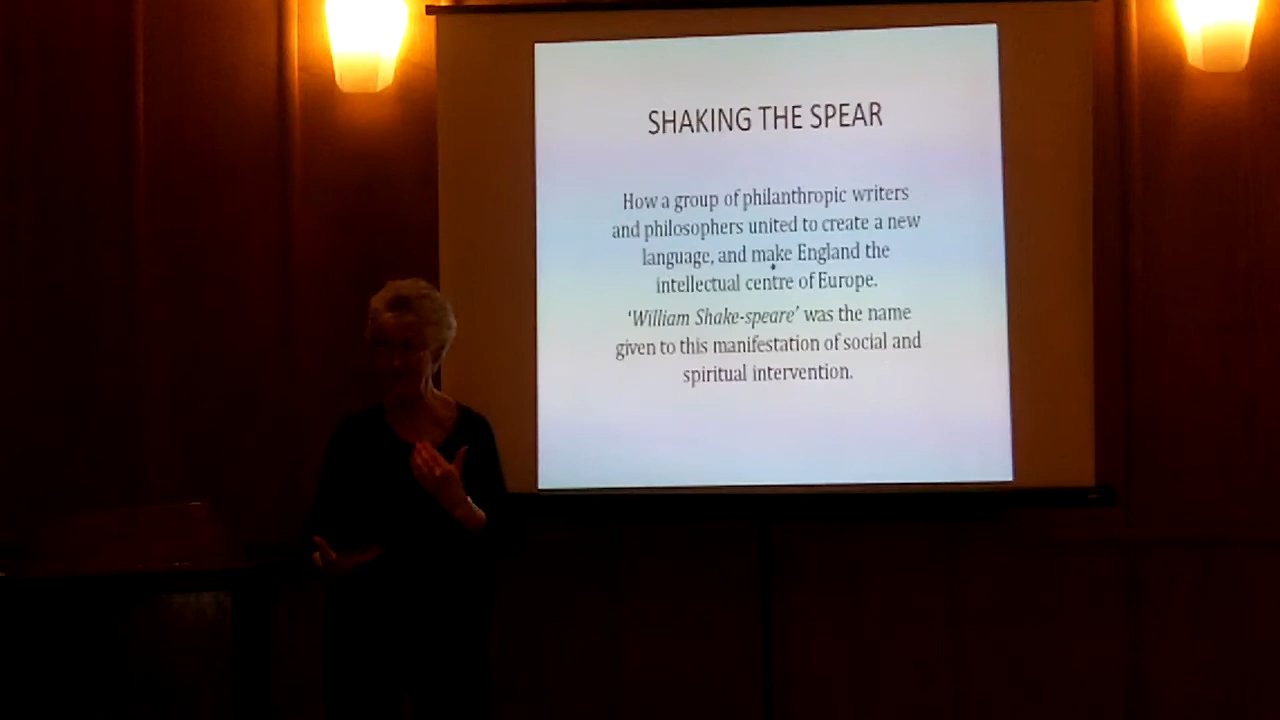 SHAKING THE SPEAR
How a group of philanthropic writers
and philosophers united to create a new
language, and make England the
intellectual centre of Europe.
‘William Shake-speare’ was the name
given to this manifestation of social and
spiritual intervention.